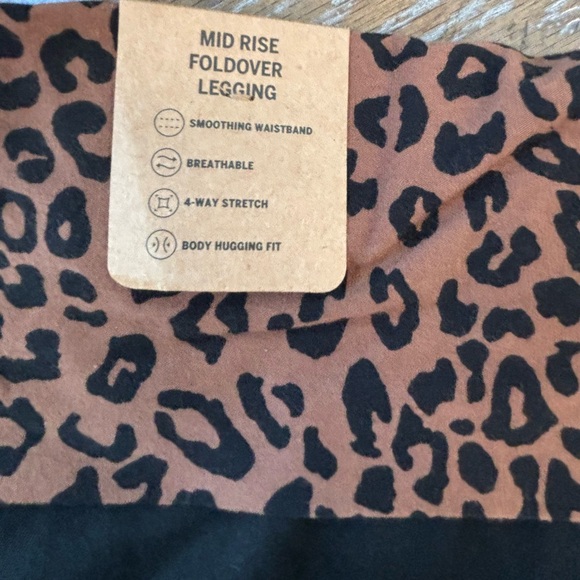 MID RISE
FOLDOVER
LEGGING
SMOOTHING WAISTBAND
BREATHABLE
4-WAY STRETCH
BODY HUGGING FIT